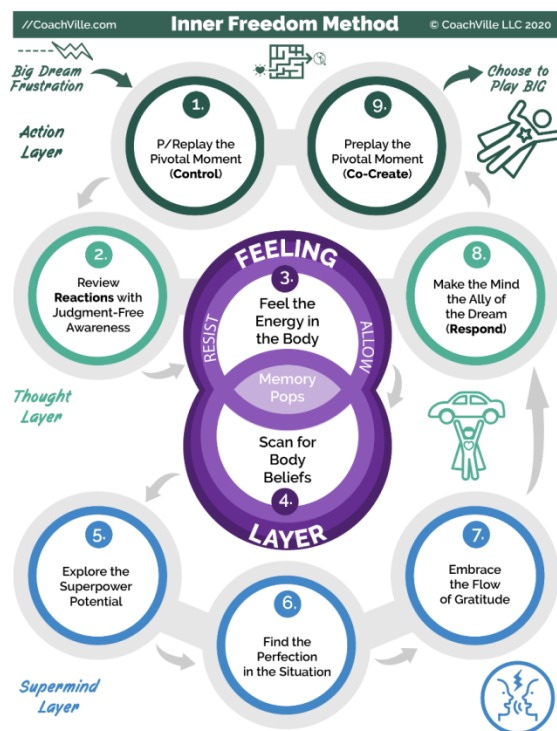 //CoachVille.com
Inner Freedom Method
© CoachVille LLC 2020
Big Dream
Frustration
Choose to
Play BIG
Action
Layer
1.
P/Replay the
Pivotal Moment
(Control)
9.
Preplay the
Pivotal Moment
(Co-Create)
2.
Review
Reactions with
Judgment-Free
Awareness
FEELING
3.
Feel the
Energy in
the Body
RESIST
ALLOW
Memory
Pops
Scan for
Body
Beliefs
4.
LAYER
8.
Make the Mind
the Ally of
the Dream
(Respond)
Thought
Layer
5.
Explore the
Superpower
Potential
6.
Find the
Perfection
in the Situation
7.
Embrace
the Flow
of Gratitude
Supermind
Layer